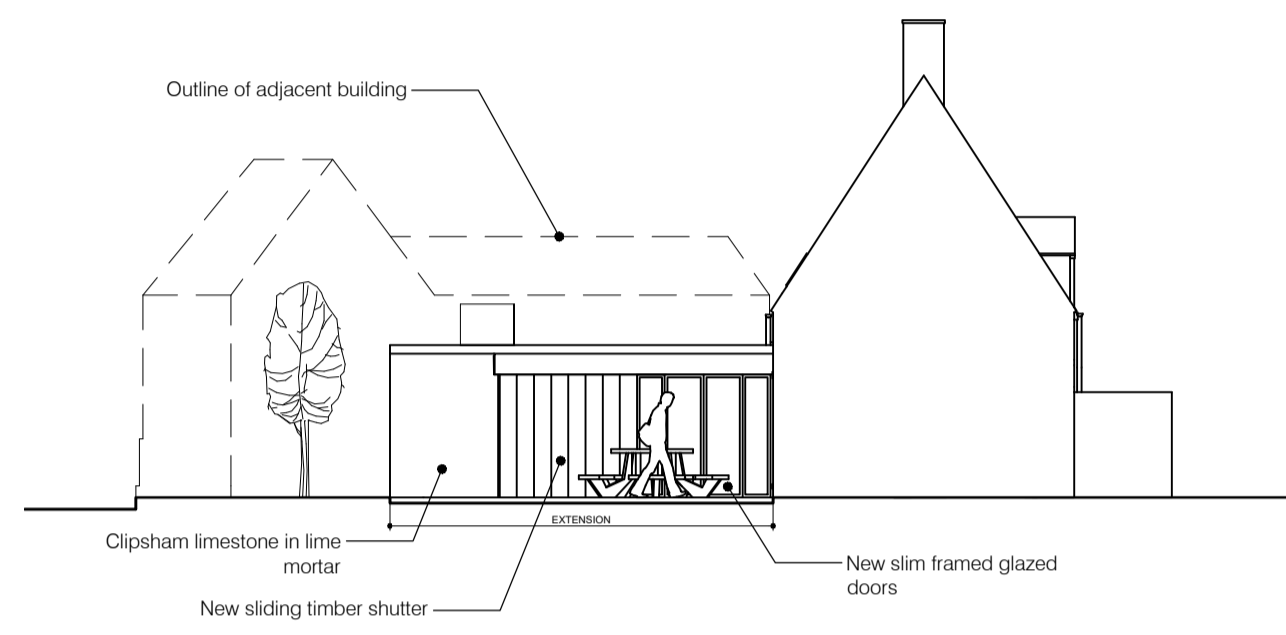 Outline of adjacent building
EXTENSION
Clipsham limestone in lime
mortar
New sliding timber shutter
New slim framed glazed
doors